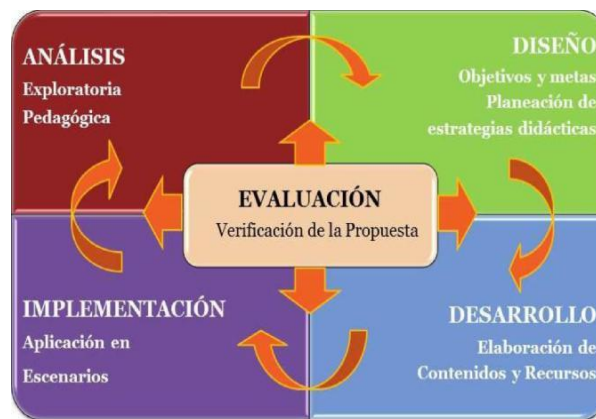 ANÁLISIS
Exploratoria
Pedagógica
DISEÑO
Objetivos y metas
Planeación de
estrategias didácticas
EVALUACIÓN
Verificación de la Propuesta
IMPLEMENTACIÓN
Aplicación en
Escenarios
DESARROLLO
Elaboración de
Contenidos y Recursos